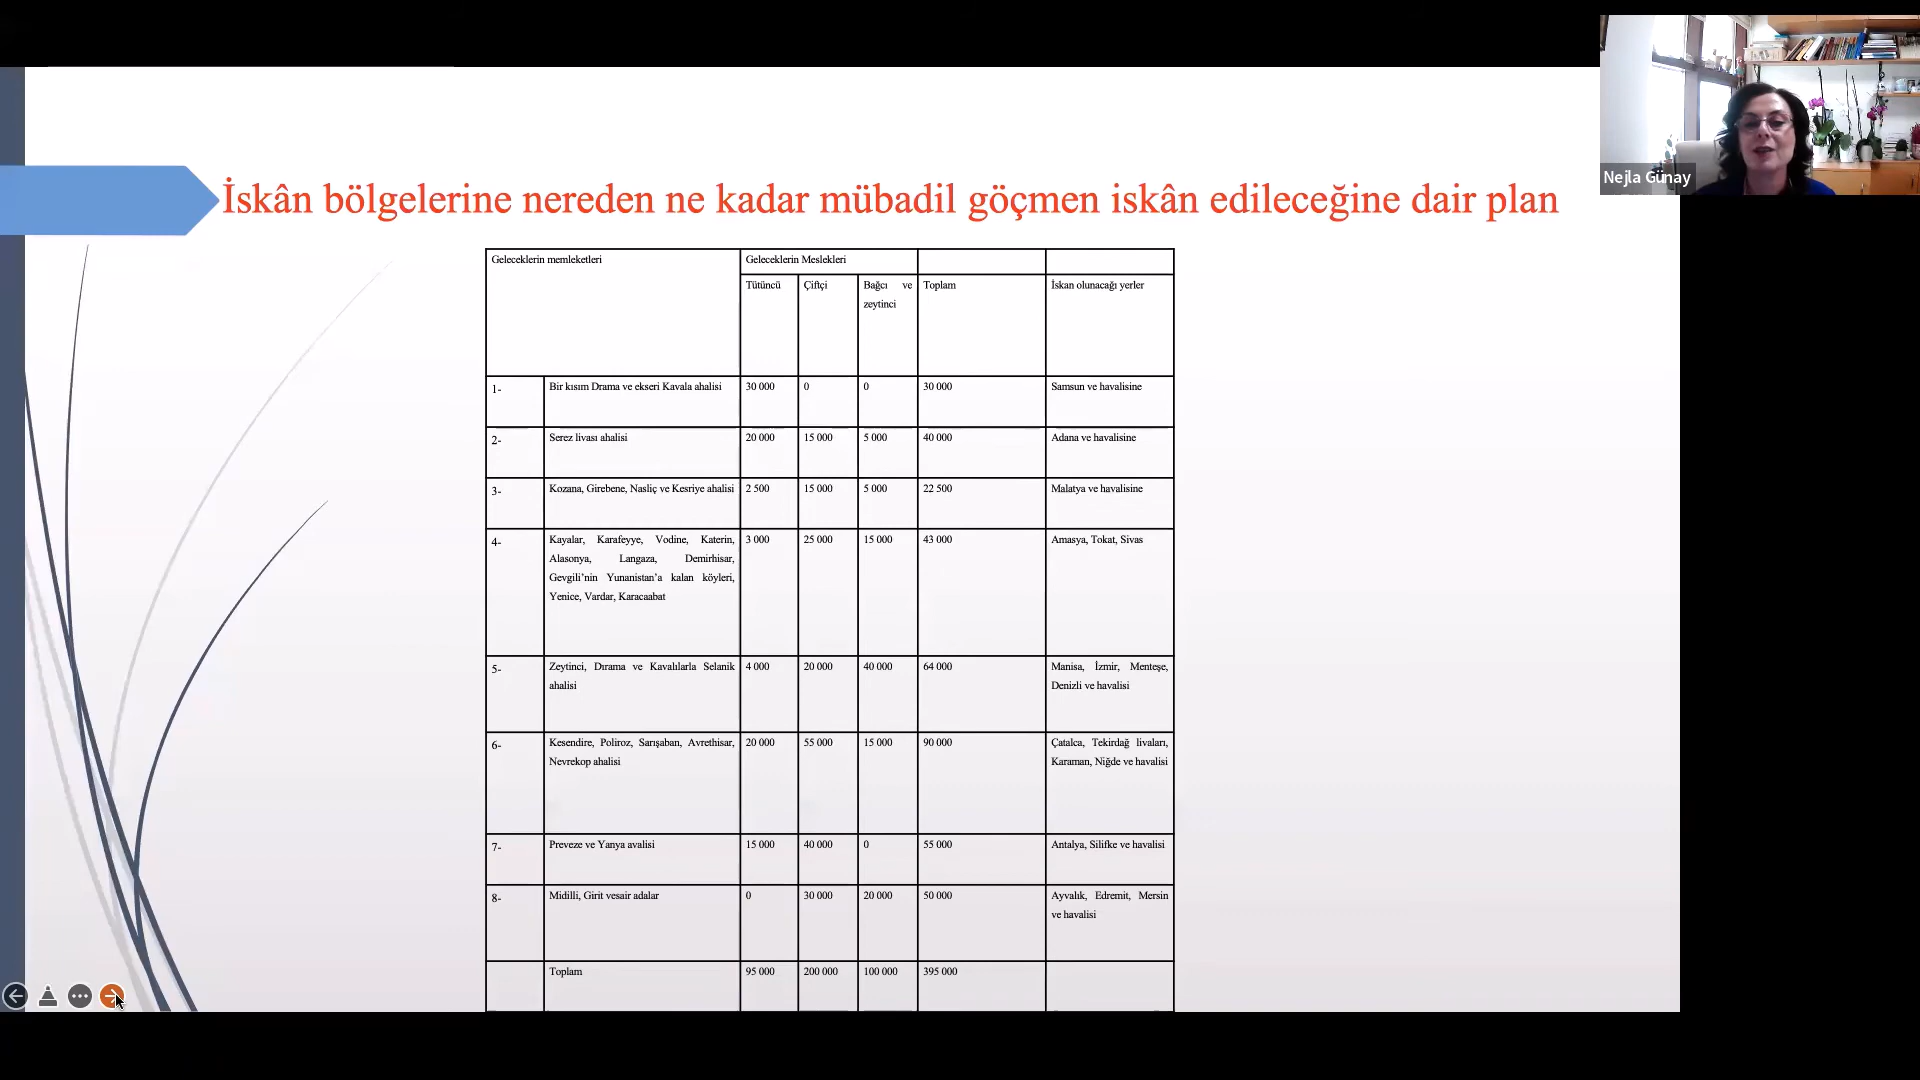 Nejla Günay
İskân bölgelerine nereden ne kadar mübadil göçmen iskân edileceğine dair plan
Geleceklerin memleketleri
Geleceklerin Meslekleri
Tütüncü
Çiftçi
Bağcı ve
zeytinci
Toplam
İskan olunacağı yerler
1-
Bir kısım Drama ve ekseri Kavala ahalisi
30 000
0
0
30 000
Samsun ve havalisine
2-
Serez livası ahalisi
20 000
15 000
5 000
40 000
Adana ve havalisine
3-
Kozana, Girebene, Nasliç ve Kesriye ahalisi
2 500
15 000
5 000
22 500
Malatya ve havalisine
4-
Kayalar, Karafeyye, Vodine, Katerin,
Alasonya, Langaza, Demirhisar,
Gevgili’nin Yunanistan’a kalan köyleri,
Yenice, Vardar, Karacaabat
3 000
25 000
15 000
43 000
Amasya, Tokat, Sivas
5-
Zeytinci, Dırama ve Kavalılarla Selanik
ahalisi
4 000
20 000
40 000
64 000
Manisa, İzmir, Menteşe,
Denizli ve havalisi
6-
Kesendire, Poliroz, Sarışaban, Avrethisar,
Nevrekop ahalisi
20 000
55 000
15 000
90 000
Çatalca, Tekirdağ livaları,
Karaman, Niğde ve havalisi
7-
Preveze ve Yanya avalisi
15 000
40 000
0
55 000
Antalya, Silifke ve havalisi
8-
Midilli, Girit vesair adalar
0
30 000
20 000
50 000
Ayvalık, Edremit, Mersin
ve havalisi
Toplam
95 000
200 000
100 000
395 000